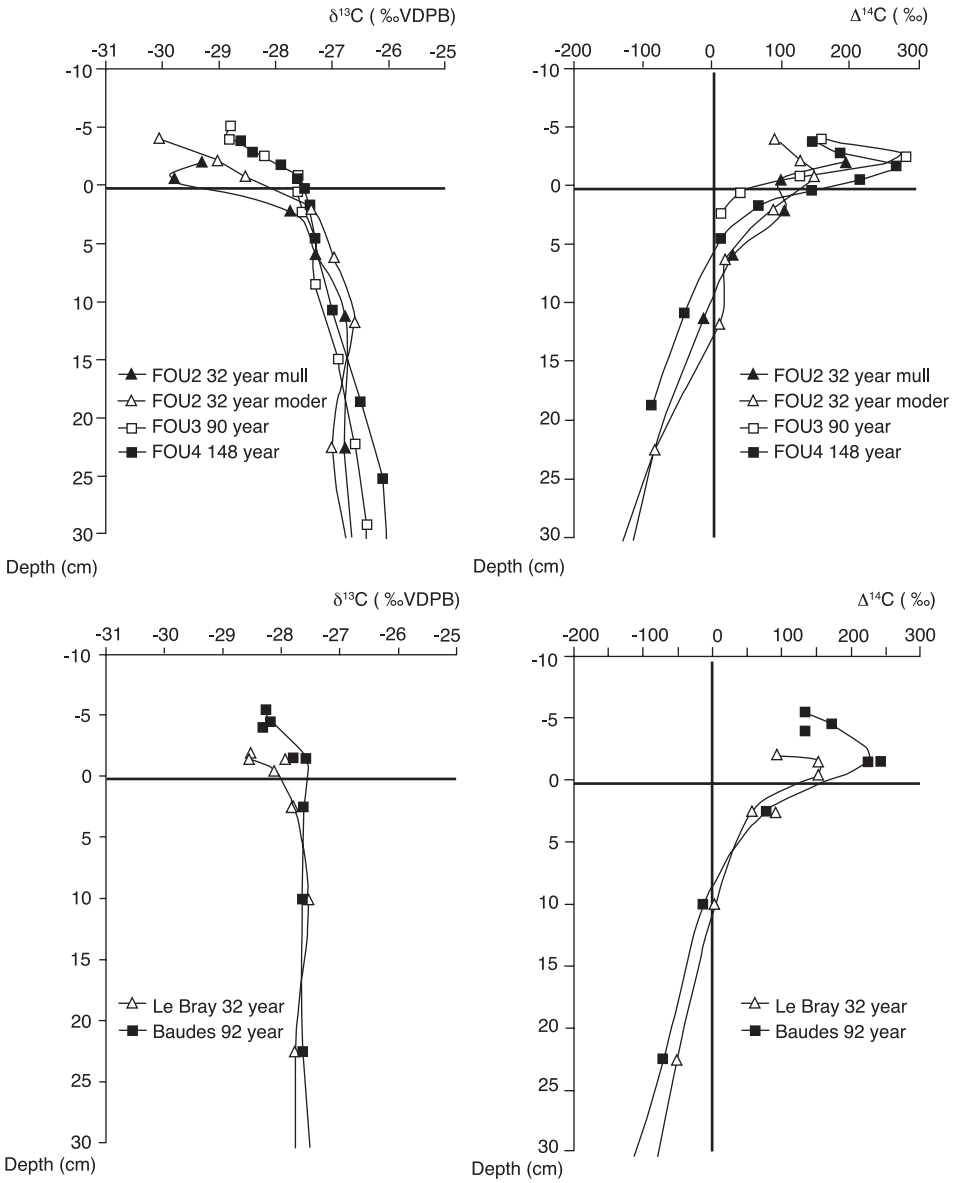 δ¹³C ( ‰VDPB)
-31 -30 -29 -28 -27 -26 -25
-10
-5
0
5
10
15
20
25
30
FOU2 32 year mull
FOU2 32 year moder
FOU3 90 year
FOU4 148 year
Depth (cm)
Δ¹⁴C ( ‰)
-200 -100 0 100 200 300
-10
-5
0
5
10
15
20
25
30
FOU2 32 year mull
FOU2 32 year moder
FOU3 90 year
FOU4 148 year
Depth (cm)
δ¹³C ( ‰VDPB)
-31 -30 -29 -28 -27 -26 -25
-10
-5
0
5
10
15
20
25
30
Le Bray 32 year
Baudes 92 year
Depth (cm)
Δ¹⁴C ( ‰)
-200 -100 0 100 200 300
-10
-5
0
5
10
15
20
25
30
Le Bray 32 year
Baudes 92 year
Depth (cm)